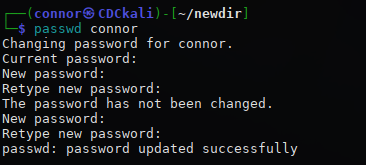 ┌──(connor㉿CDCkali)-[~/newdir]
└─$ passwd connor
Changing password for connor.
Current password:
New password:
Retype new password:
The password has not been changed.
New password:
Retype new password:
passwd: password updated successfully